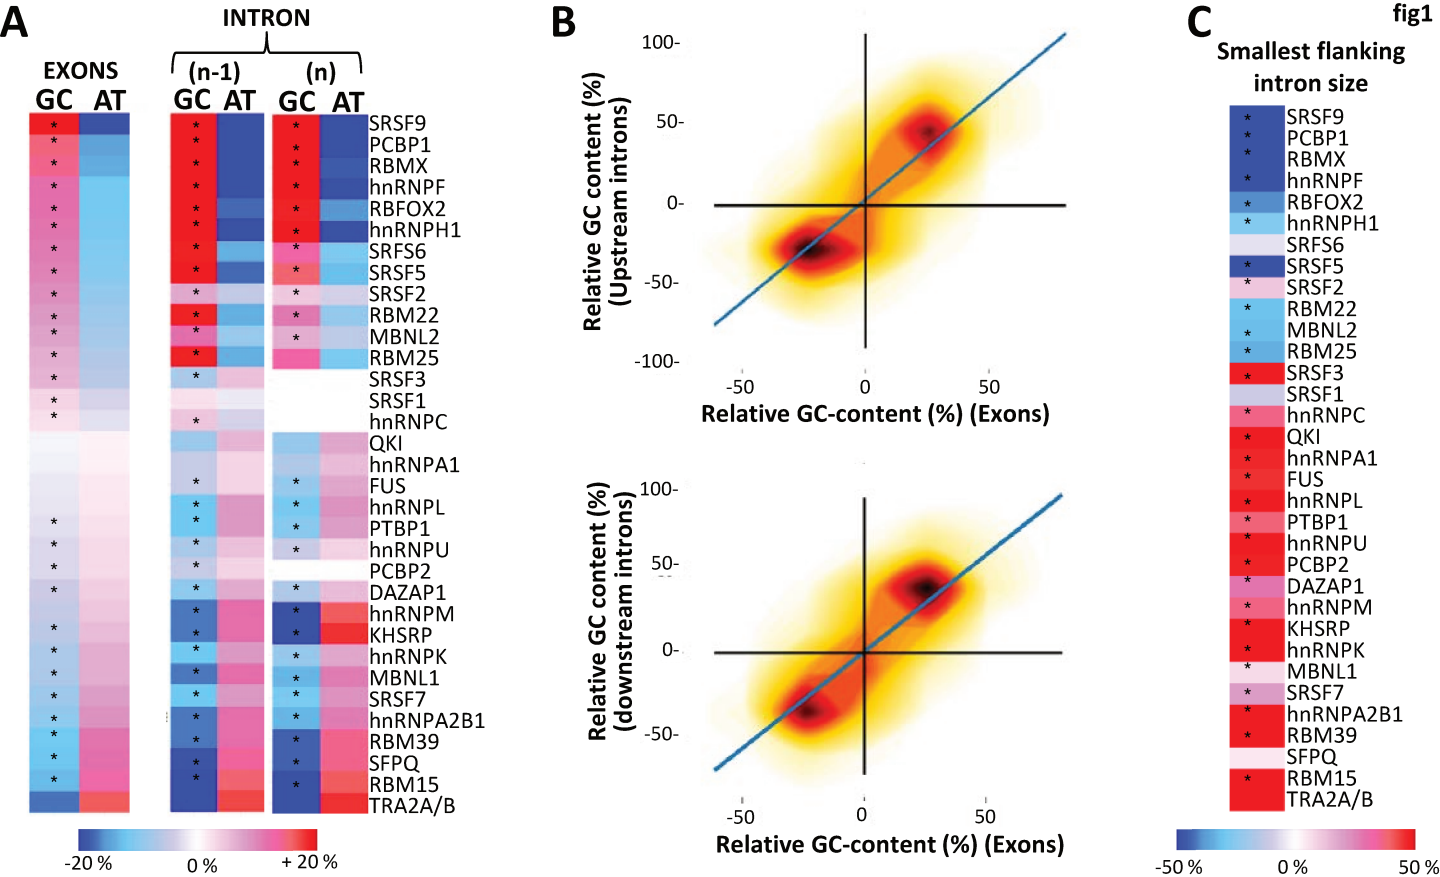 A
INTRON
EXONS
(n-1)
(n)
GC AT
GC AT
GC AT
SRSF9
PCBP1
RBMX
hnRNPF
RBFOX2
hnRNPH1
SRFS6
SRSF5
SRSF2
RBM22
MBNL2
RBM25
SRSF3
SRSF1
hnRNPC
QKI
hnRNPA1
FUS
hnRNPL
PTBP1
hnRNPU
PCBP2
DAZAP1
hnRNPM
KHSRP
hnRNPK
MBNL1
SRSF7
hnRNPA2B1
RBM39
SFPQ
RBM15
TRA2A/B
-20 %
0 %
+ 20 %
B
Relative GC content (%)
(Upstream introns)
100-
50-
0-
-50-
-100-
-50
0
50
Relative GC-content (%) (Exons)
Relative GC content (%)
(downstream introns)
100-
50-
0-
-50-
-50
0
50
Relative GC-content (%) (Exons)
C
fig1
Smallest flanking
intron size
SRSF9
PCBP1
RBMX
hnRNPF
RBFOX2
hnRNPH1
SRFS6
SRSF5
SRSF2
RBM22
MBNL2
RBM25
SRSF3
SRSF1
hnRNPC
QKI
hnRNPA1
FUS
hnRNPL
PTBP1
hnRNPU
PCBP2
DAZAP1
hnRNPM
KHSRP
hnRNPK
MBNL1
SRSF7
hnRNPA2B1
RBM39
SFPQ
RBM15
TRA2A/B
-50 %
0 %
50 %